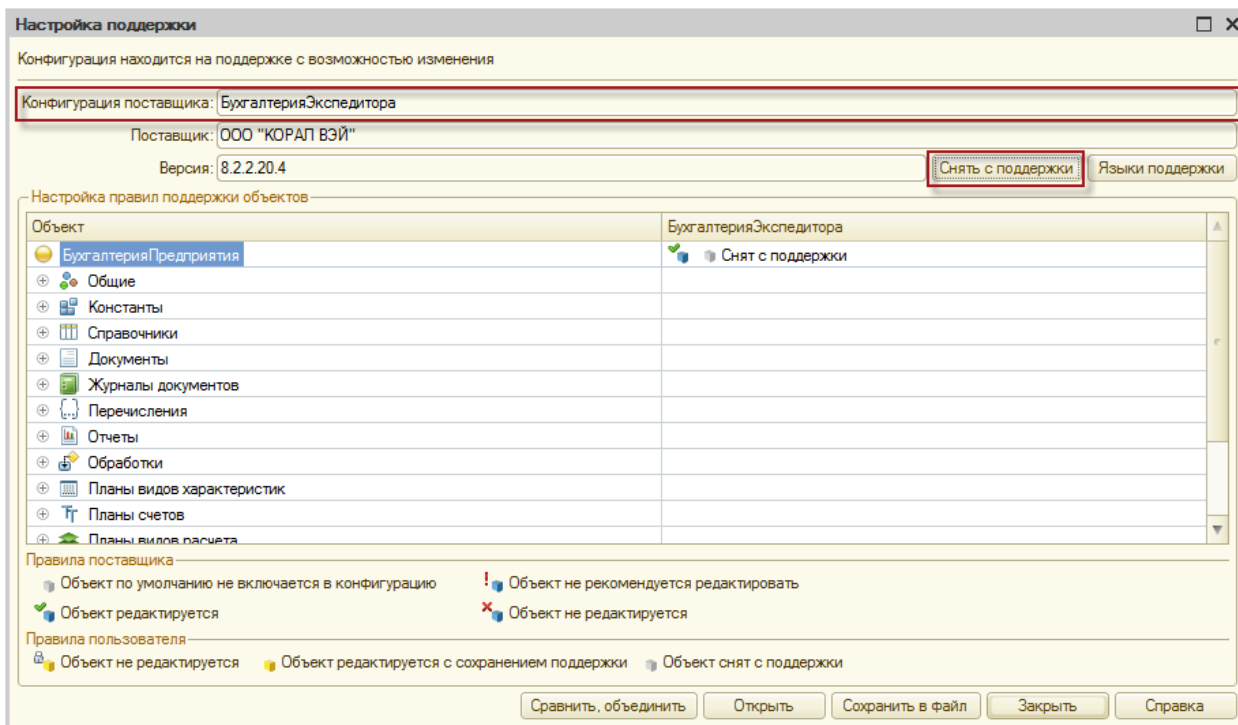 Настройка поддержки
Конфигурация находится на поддержке с возможностью изменения
Конфигурация поставщика: БухгалтерияЭкспедитора
Поставщик: ООО "КОРАЛ ВЭЙ"
Версия: 8.2.2.20.4 Снять с поддержки Языки поддержки
Настройка правил поддержки объектов
Объект БухгалтерияЭкспедитора
БухгалтерияПредприятия Снят с поддержки
Общие
Константы
Справочники
Документы
Журналы документов
Перечисления
Отчеты
Обработки
Планы видов характеристик
Планы счетов
Планы видов расчета
Правила поставщика
Объект по умолчанию не включается в конфигурацию Объект не рекомендуется редактировать
Объект редактируется Объект не редактируется
Правила пользователя
Объект не редактируется Объект редактируется с сохранением поддержки Объект снят с поддержки
Сравнить, объединить Открыть Сохранить в файл Закрыть Справка